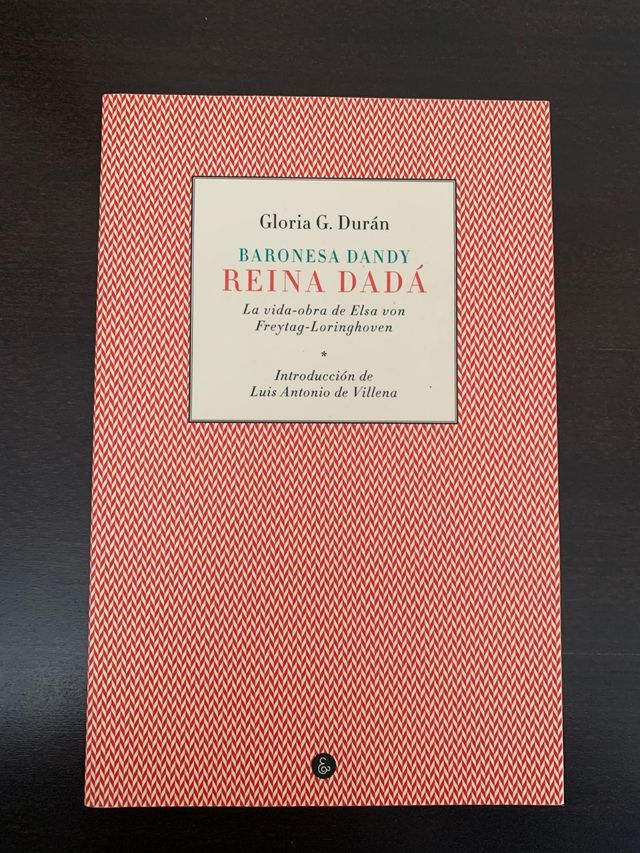 Gloria G. Durán
BARONESA DANDY
REINA DADÁ
La vida-obra de Elsa von
Freytag-Loringhoven
*
Introducción de
Luis Antonio de Villena